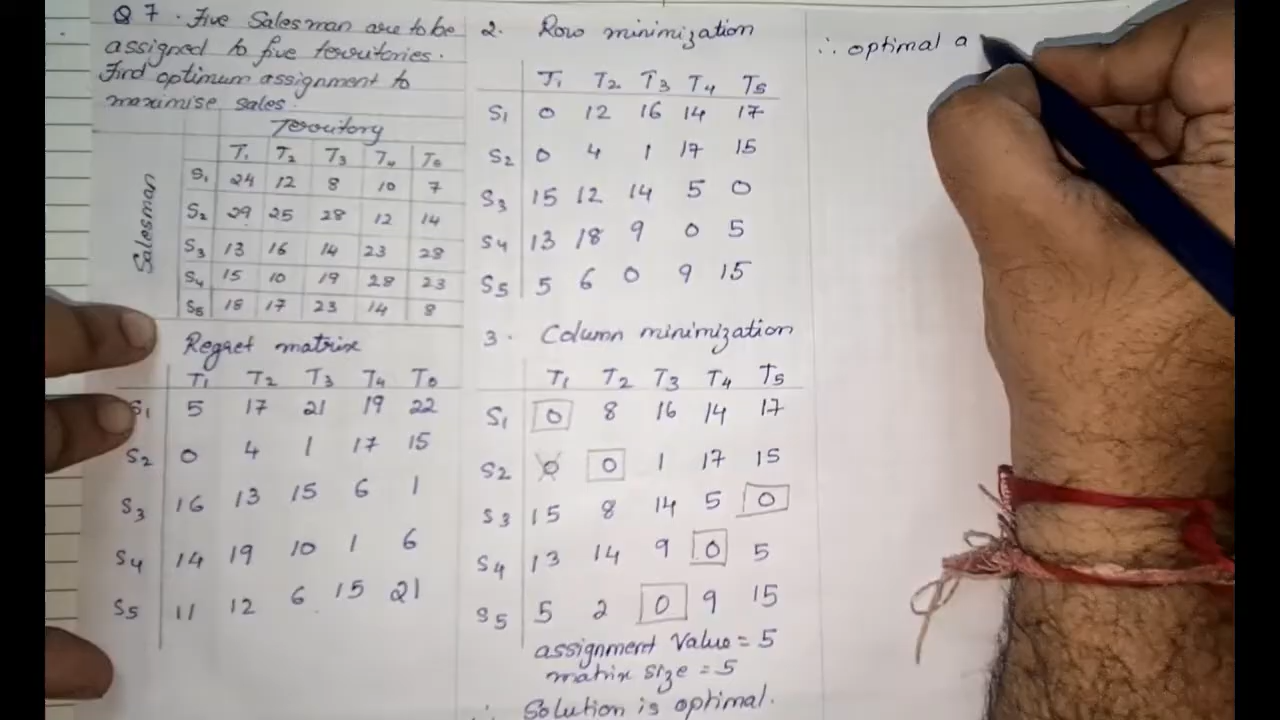 Q 7. Five Salesman are to be
assigned to five territories.
Find optimum assignment to
maximise sales.
Territory
Salesman
T1 T2 T3 T4 T5
S1 24 12 8 10 7
S2 29 25 28 12 14
S3 13 16 14 23 28
S4 15 10 19 28 23
S5 18 17 23 14 8
Regret matrix
T1 T2 T3 T4 T5
S1 5 17 21 19 22
S2 0 4 1 17 15
S3 16 13 15 6 1
S4 14 19 10 1 6
S5 11 12 6 15 21
2. Row minimization
T1 T2 T3 T4 T5
S1 0 12 16 14 17
S2 0 4 1 17 15
S3 15 12 14 5 0
S4 13 18 9 0 5
S5 5 6 0 9 15
3. Column minimization
T1 T2 T3 T4 T5
S1 0 8 16 14 17
S2 0 0 1 17 15
S3 15 8 14 5 0
S4 13 14 9 0 5
S5 5 2 0 9 15
assignment value = 5
matrix size = 5
∴ Solution is optimal.
∴ optimal a